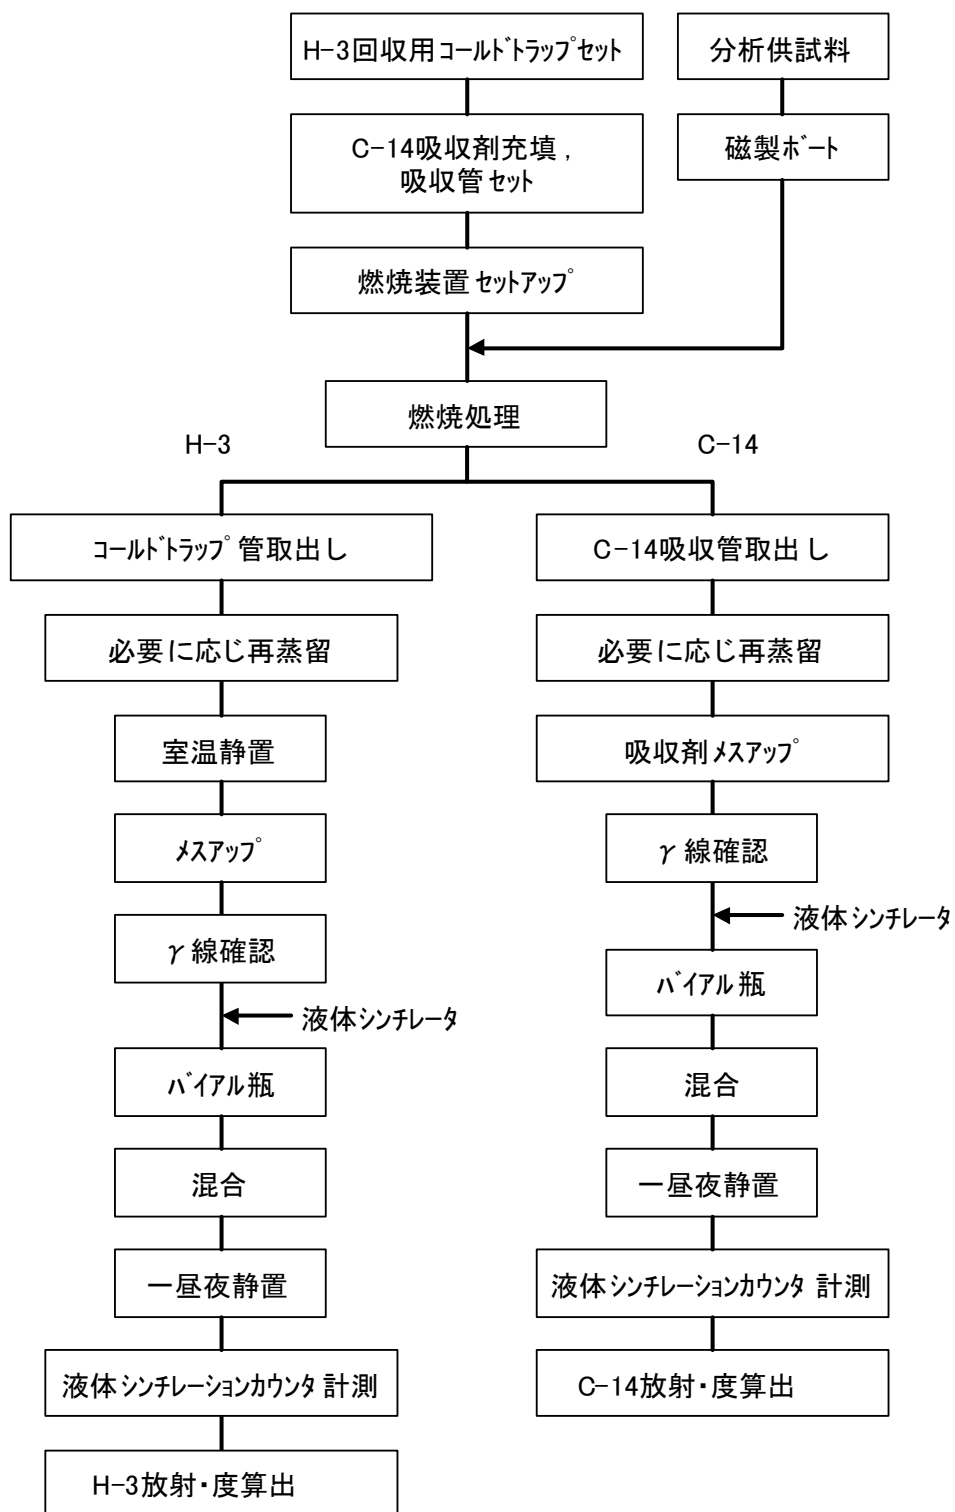 H-3回収用ｺｰﾙﾄﾞﾄﾗｯﾌﾟｾｯﾄ
分析供試料
C-14吸収剤充填，
吸収管ｾｯﾄ
磁製ﾎﾞｰﾄ
燃焼装置ｾｯﾄｱｯﾌﾟ
燃焼処理
H-3
C-14
ｺｰﾙﾄﾞﾄﾗｯﾌﾟ管取出し
必要に応じ再蒸留
室温静置
ﾒｽｱｯﾌﾟ
γ線確認
液体ｼﾝﾁﾚｰﾀ
ﾊﾞｲｱﾙ瓶
混合
一昼夜静置
液体ｼﾝﾁﾚｰｼｮﾝｶｳﾝﾀ計測
H-3放射・度算出
C-14吸収管取出し
必要に応じ再蒸留
吸収剤ﾒｽｱｯﾌﾟ
γ線確認
液体ｼﾝﾁﾚｰﾀ
ﾊﾞｲｱﾙ瓶
混合
一昼夜静置
液体ｼﾝﾁﾚｰｼｮﾝｶｳﾝﾀ計測
C-14放射・度算出